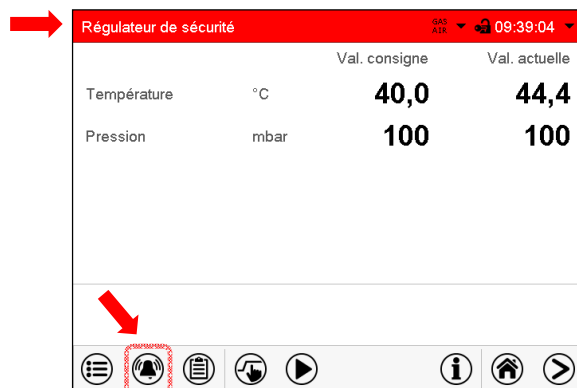 Régulateur de sécurité GAS AIR 09:39:04
Val. consigne Val. actuelle
Température °C 40,0 44,4
Pression mbar 100 100
i